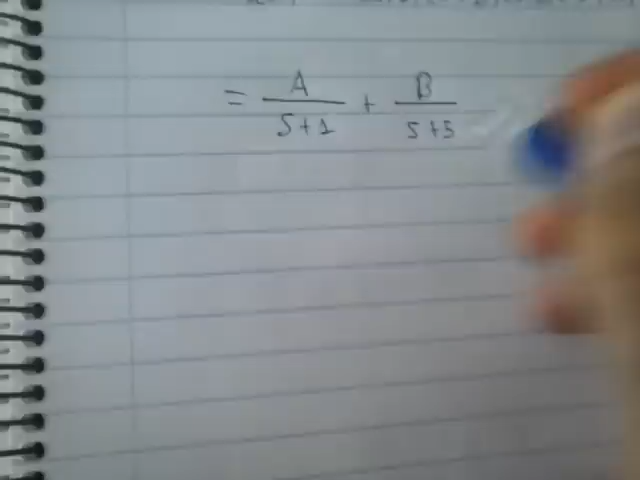 = A/(s+1) + B/(s+5)